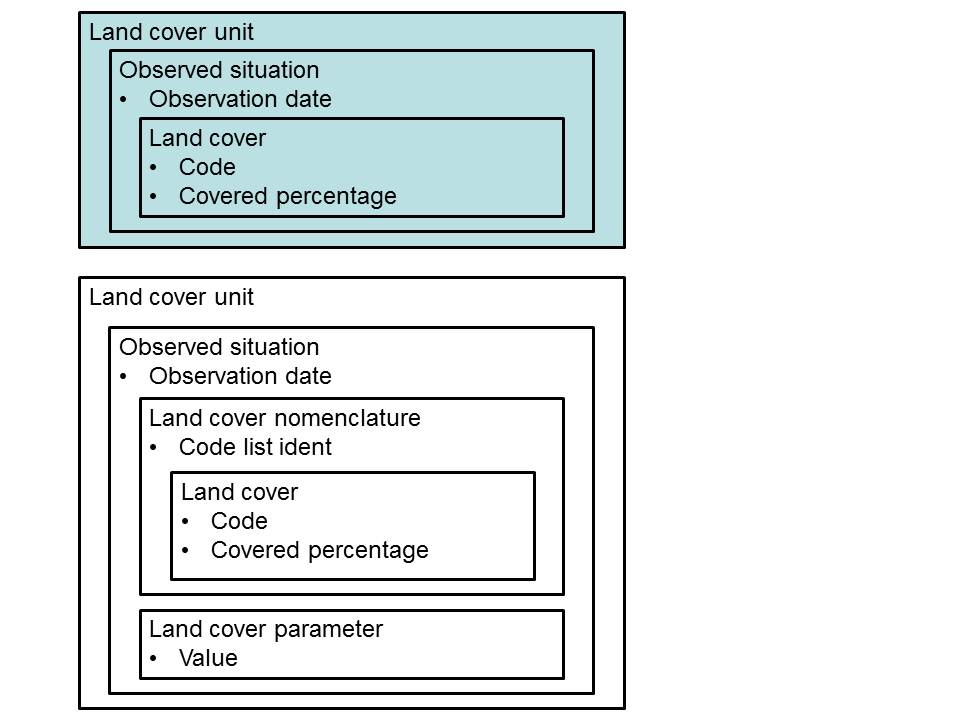 Land cover unit
Observed situation
• Observation date
Land cover
• Code
• Covered percentage
Land cover unit
Observed situation
• Observation date
Land cover nomenclature
• Code list ident
Land cover
• Code
• Covered percentage
Land cover parameter
• Value